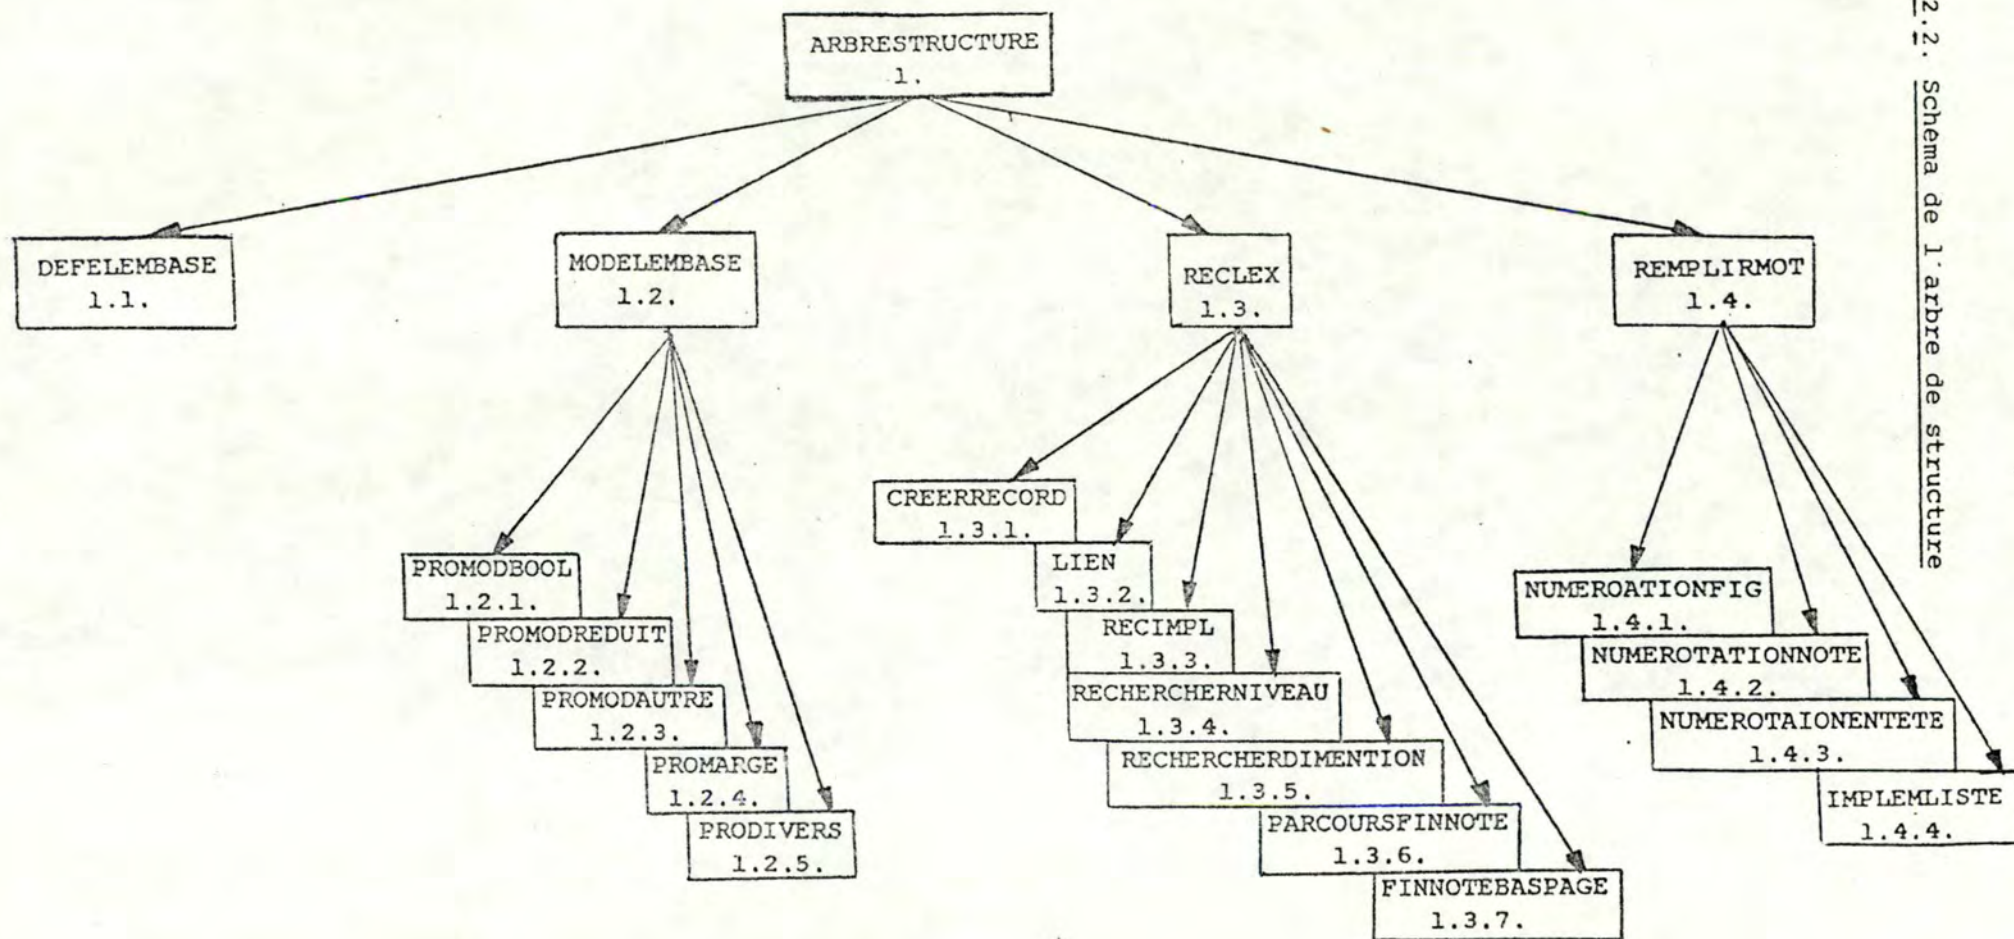 2.2. Schéma de l'arbre de structure
ARBRESTRUCTURE
1.
DEFELEMBASE
1.1.
MODELEMBASE
1.2.
RECLEX
1.3.
REMPLIRMOT
1.4.
PROMODBOOL
1.2.1.
PROMODREDUIT
1.2.2.
PROMODAUTRE
1.2.3.
PROMARGE
1.2.4.
PRODIVERS
1.2.5.
CREERRECORD
1.3.1.
LIEN
1.3.2.
RECIMPL
1.3.3.
RECHERCHERNIVEAU
1.3.4.
RECHERCHERDIMENTION
1.3.5.
PARCOURSFINNOTE
1.3.6.
FINNOTEBASPAGE
1.3.7.
NUMEROATIONFIG
1.4.1.
NUMEROTATIONNOTE
1.4.2.
NUMEROTAIONENTETE
1.4.3.
IMPLEMLISTE
1.4.4.